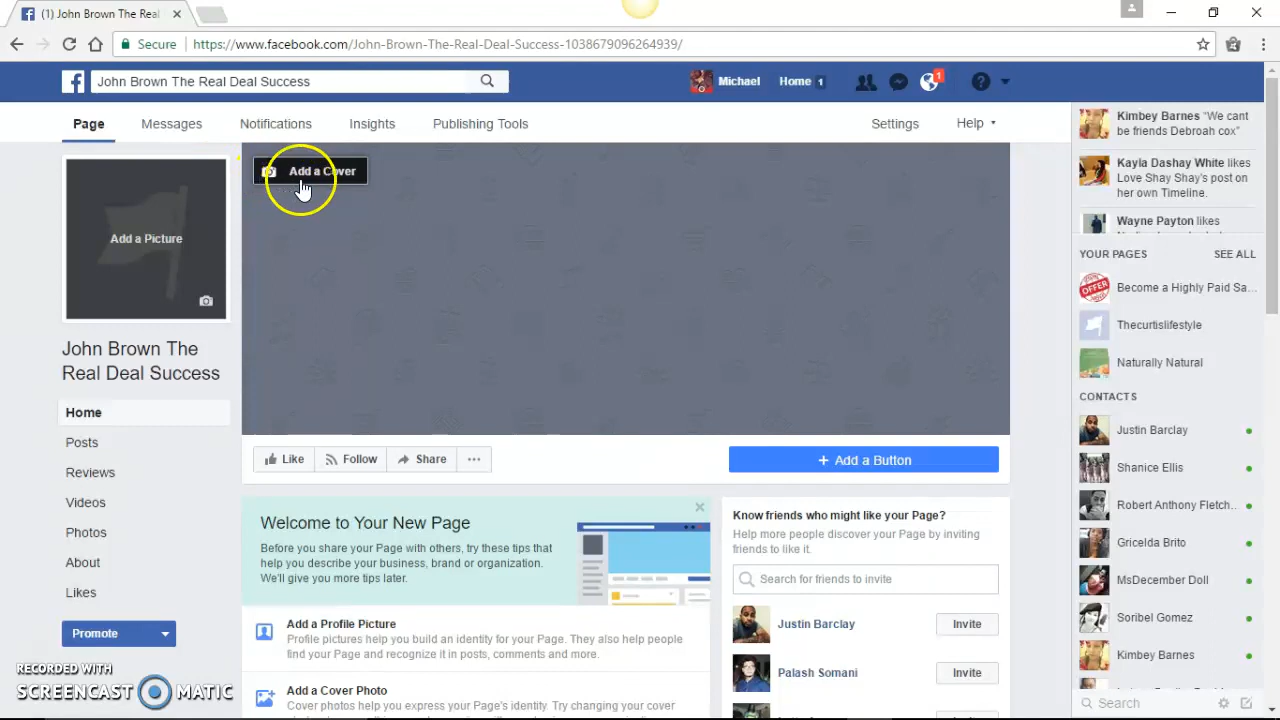 (1) John Brown The Real
Secure https://www.facebook.com/John-Brown-The-Real-Deal-Success-1038679096264939/
John Brown The Real Deal Success
Michael Home 1
1
Page Messages Notifications Insights Publishing Tools Settings Help
Add a Cover
Add a Picture
John Brown The
Real Deal Success
Home
Posts
Reviews
Videos
Photos
About
Likes
Promote
RECORDED WITH
SCREENCAST MATIC
Like Follow Share ...
+ Add a Button
Welcome to Your New Page
Before you share your Page with others, try these tips that
help you describe your business, brand or organization.
We'll give you more tips later.
Add a Profile Picture
Profile pictures help you build an identity for your Page. They also help people
find your Page and recognize it in posts, comments and more.
Add a Cover Photo
Cover photos help you express your Page's identity. Try changing your cover
Know friends who might like your Page?
Help more people discover your Page by inviting
friends to like it.
Search for friends to invite
Justin Barclay Invite
Palash Somani Invite
Kimbey Barnes "We cant
be friends Debroah cox"
Kayla Dashay White likes
Love Shay Shay's post on
her own Timeline.
Wayne Payton likes
YOUR PAGES SEE ALL
OFFER
Become a Highly Paid Sa...
Thecurtislifestyle
Naturally Natural
CONTACTS
Justin Barclay
Shanice Ellis
Robert Anthony Fletch...
Gricelda Brito
MsDecember Doll
Soribel Gomez
Kimbey Barnes
Search